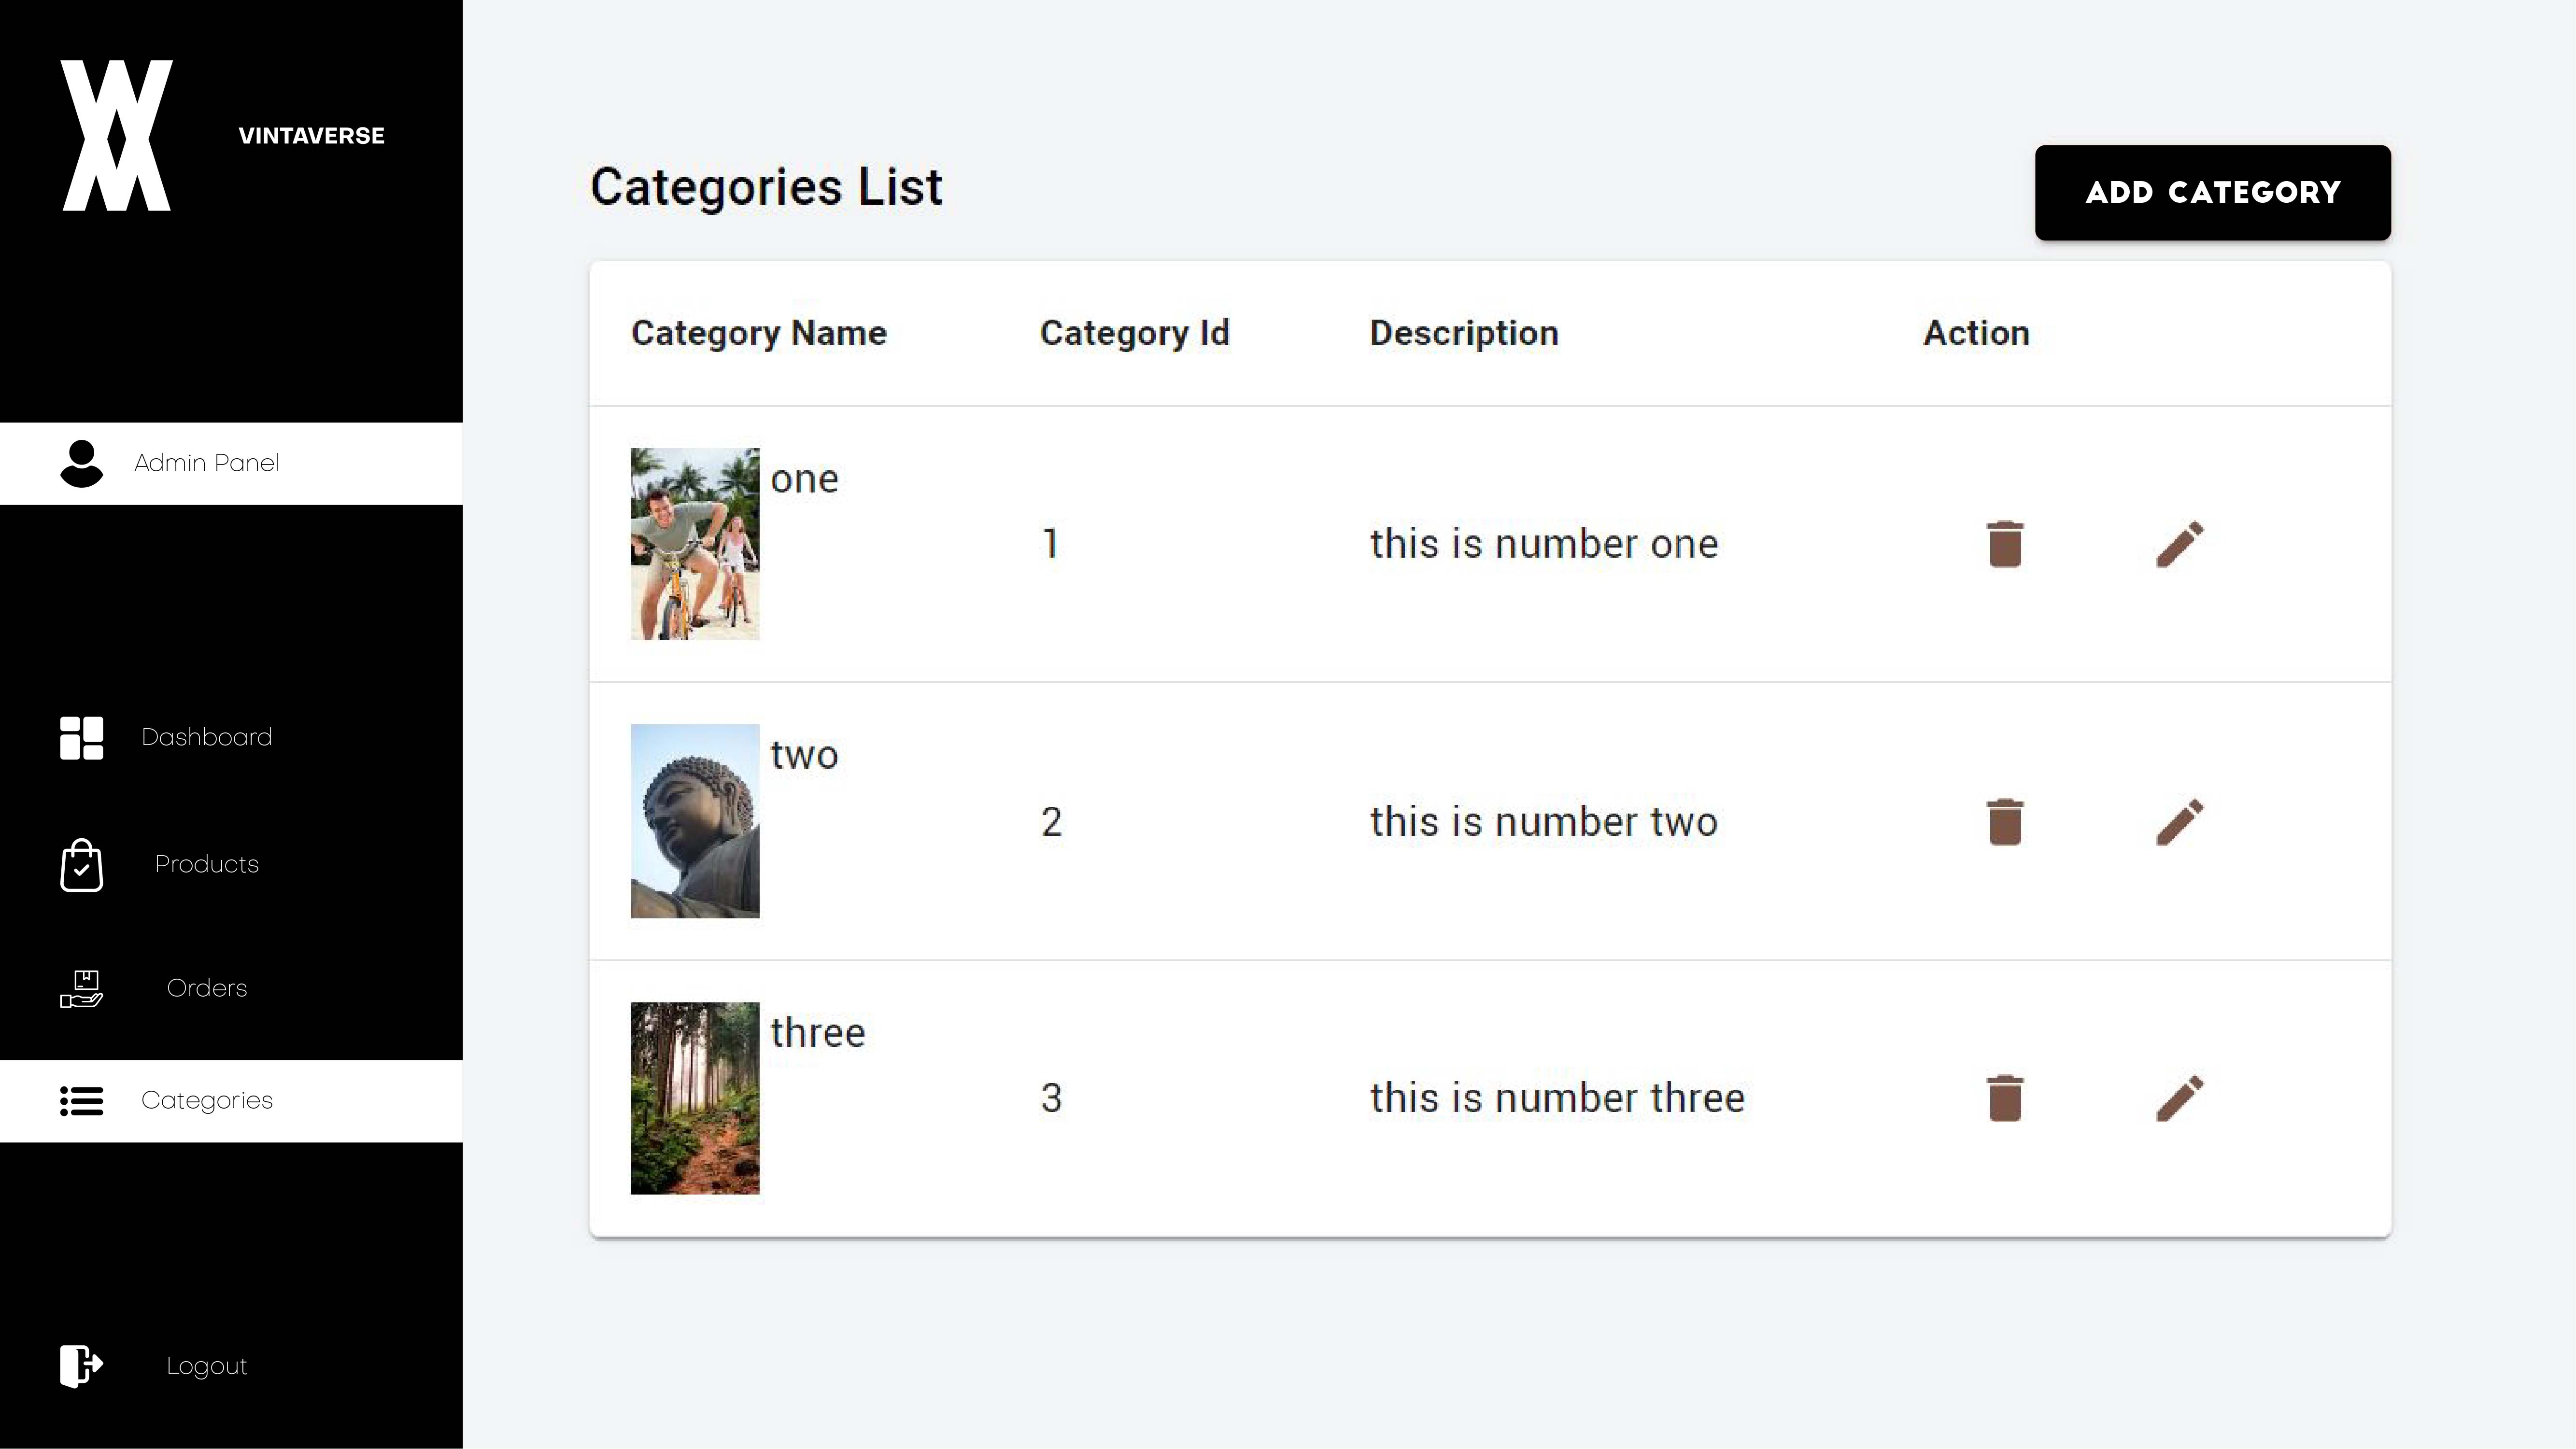 VINTAVERSE
Admin Panel
Dashboard
Products
Orders
Categories
Logout
Categories List
ADD CATEGORY
Category Name Category Id Description Action
one
1 this is number one
two
2 this is number two
three
3 this is number three